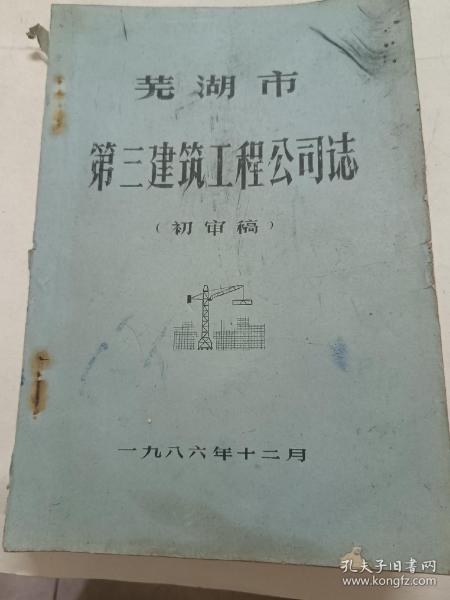 芜湖市
第三建筑工程公司誌
（初审稿）
一九八六年十二月
孔夫子旧书网
www.kongfz.com